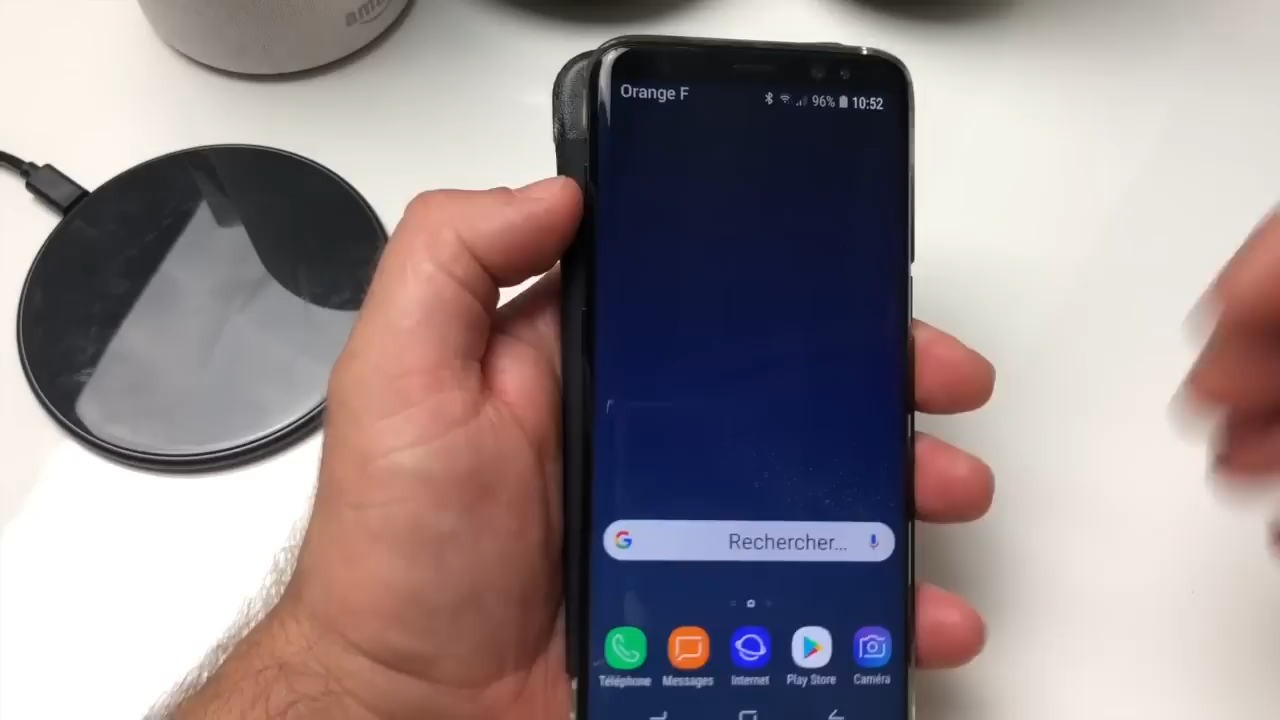 Orange F
96% 10:52
G Rechercher...
Téléphone Messages Internet Play Store Caméra